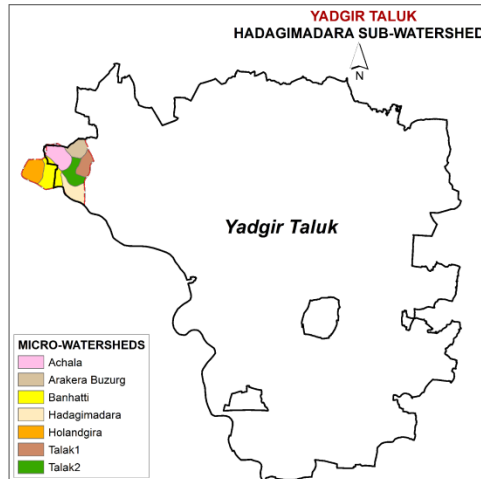 YADGIR TALUK
HADAGIMADARA SUB-WATERSHED
N
Yadgir Taluk
MICRO-WATERSHEDS
Achala
Arakera Buzurg
Banhatti
Hadagimadara
Holandgira
Talak1
Talak2